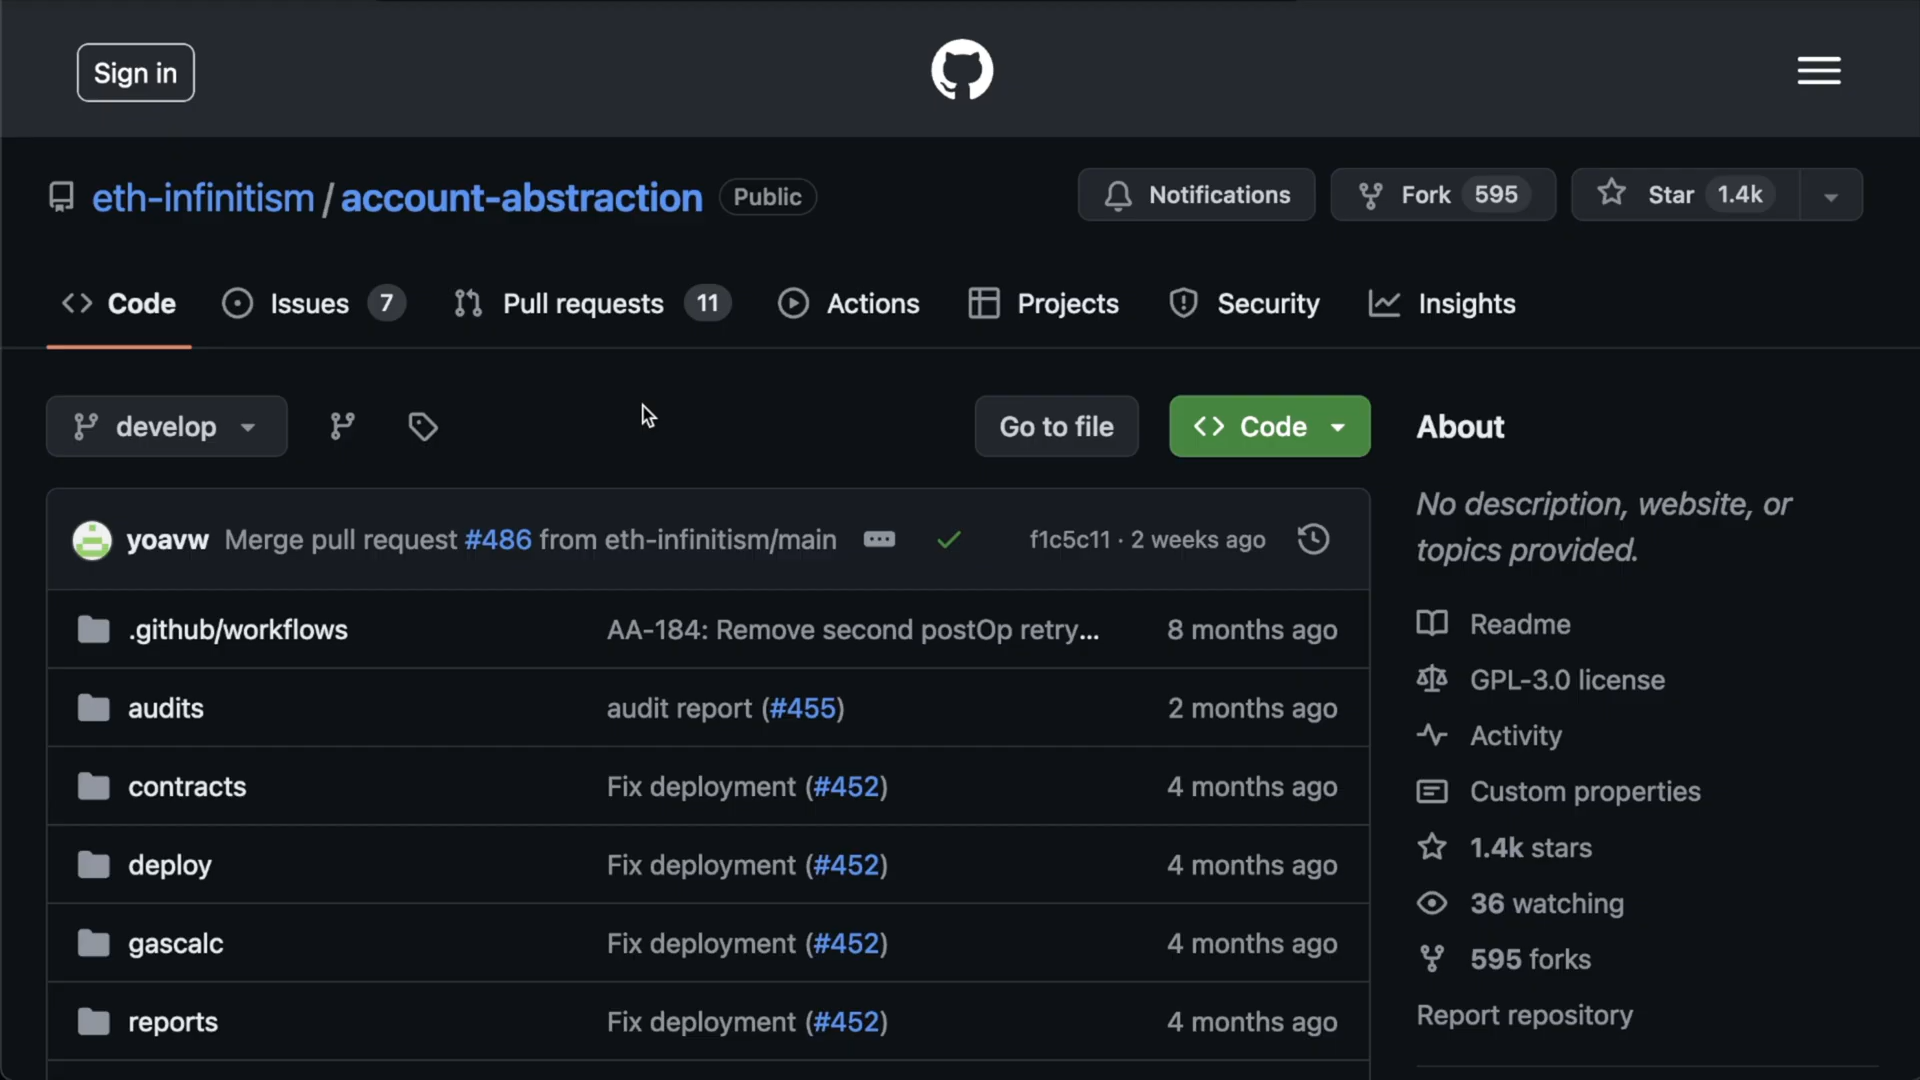 Sign in
eth-infinitism / account-abstraction Public Notifications Fork 595 Star 1.4k
Code Issues 7 Pull requests 11 Actions Projects Security Insights
develop Go to file Code
yoavw Merge pull request #486 from eth-infinitism/main f1c5c11 · 2 weeks ago
.github/workflows AA-184: Remove second postOp retry... 8 months ago
audits audit report (#455) 2 months ago
contracts Fix deployment (#452) 4 months ago
deploy Fix deployment (#452) 4 months ago
gascalc Fix deployment (#452) 4 months ago
reports Fix deployment (#452) 4 months ago
About
No description, website, or
topics provided.
Readme
GPL-3.0 license
Activity
Custom properties
1.4k stars
36 watching
595 forks
Report repository